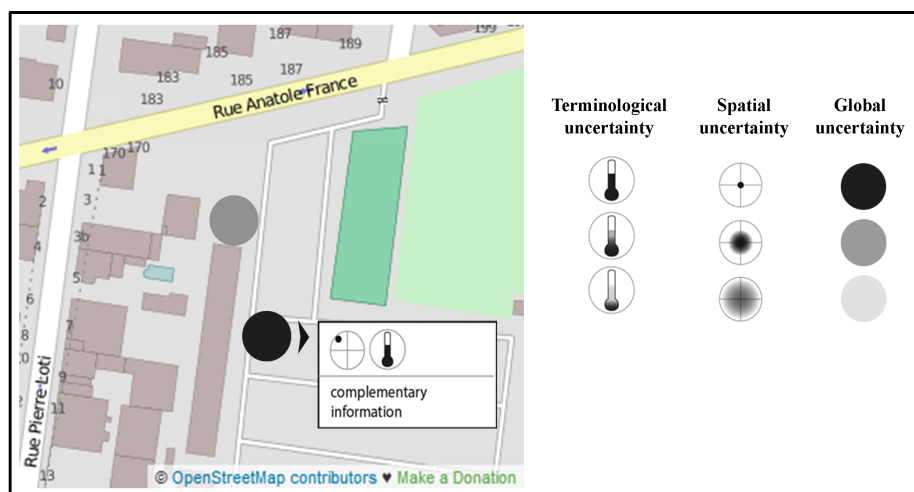 187
199
189
185
187
183
185
10
183
Rue Anatole France
170
170
1
1
2
3
3b
4
5
6
7
8
9
11
13
Rue Pierre Loti
complementary
information
© OpenStreetMap contributors ♥ Make a Donation
Terminological
uncertainty
Spatial
uncertainty
Global
uncertainty